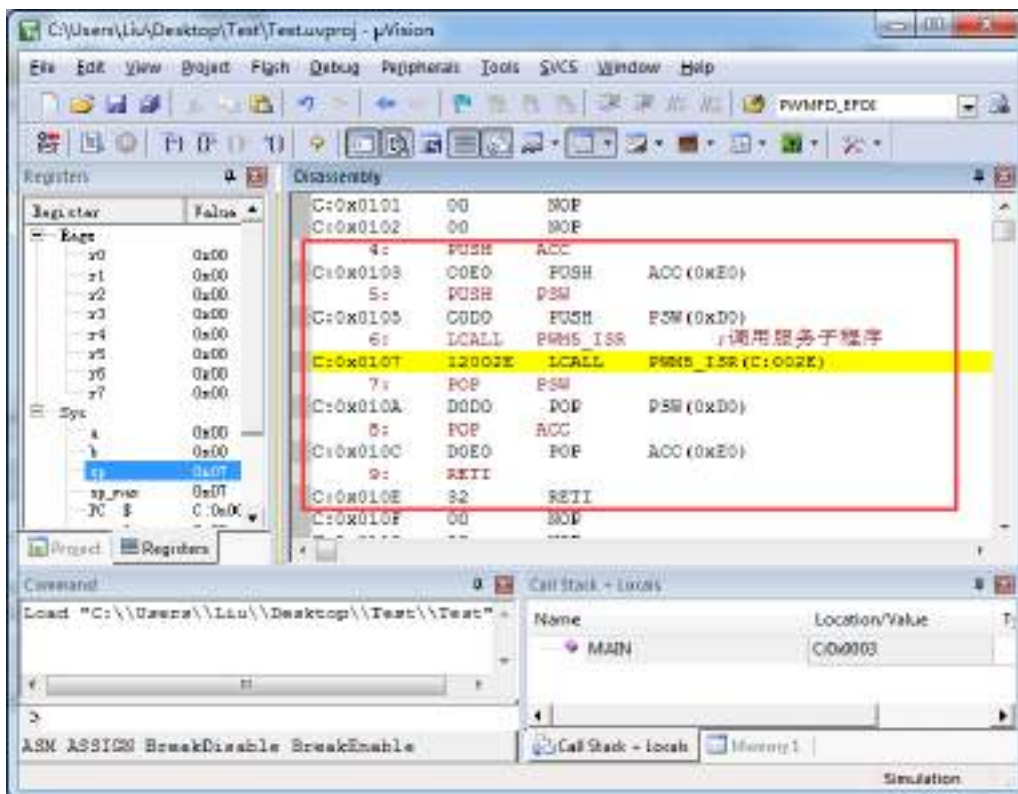 C:\Users\Liu\Desktop\Test\Test.uvproj - µVision
File Edit View Project Flash Debug Peripherals Tools SVCS Window Help
PWMFD_EFDI
Registers
Disassembly
Register Value
Regs
r0 0x00
r1 0x00
r2 0x00
r3 0x00
r4 0x00
r5 0x00
r6 0x00
r7 0x00
Sys
a 0x00
b 0x00
sp 0x07
sp_max 0x07
PC $ C:0x00
C:0x0101 00 NOP
C:0x0102 00 NOP
4: PUSH ACC
C:0x0103 C0E0 PUSH ACC(0xE0)
5: PUSH PSW
C:0x0105 C0D0 PUSH PSW(0xD0)
6: LCALL PWM5_ISR ;调用服务子程序
C:0x0107 12002E LCALL PWM5_ISR(C:002E)
7: POP PSW
C:0x010A D0D0 POP PSW(0xD0)
8: POP ACC
C:0x010C D0E0 POP ACC(0xE0)
9: RETI
C:0x010E 32 RETI
C:0x010F 00 NOP
Project Registers
Command
Load "C:\\Users\\Liu\\Desktop\\Test\\Test"
>
ASM ASSIGN BreakDisable BreakEnable
Call Stack + Locals
Name Location/Value
MAIN C:0x0003
Call Stack + Locals Memory 1
Simulation